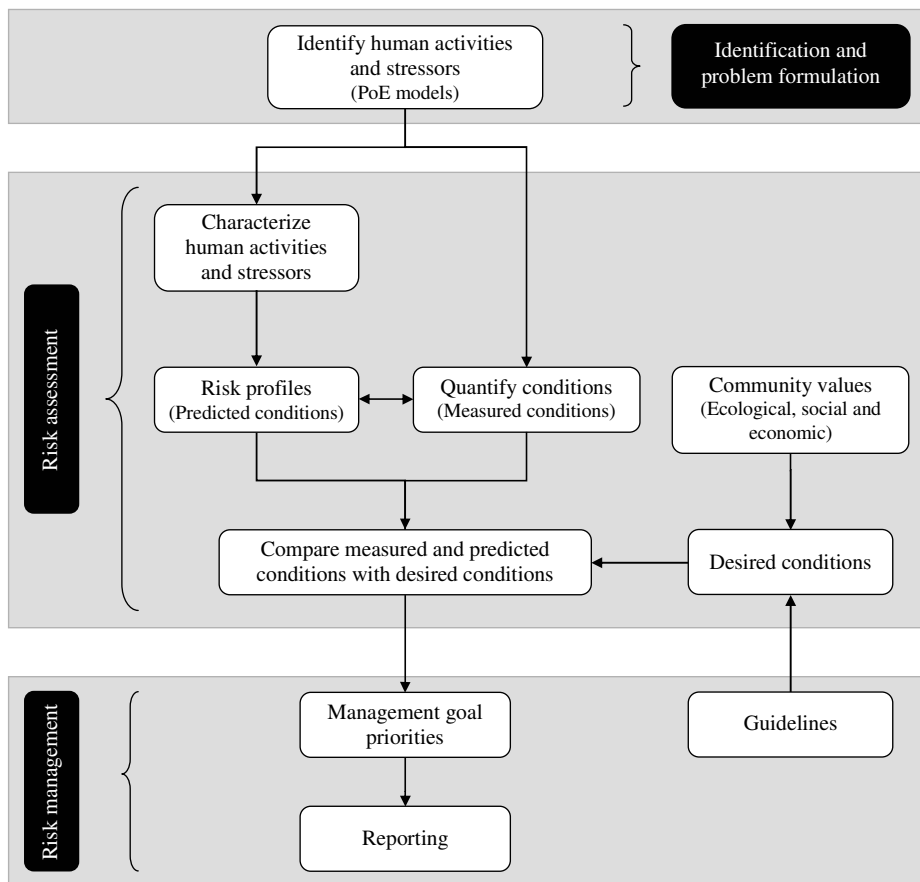 Identify human activities
and stressors
(PoE models)
Identification and
problem formulation
Characterize
human activities
and stressors
Risk assessment
Risk profiles
(Predicted conditions)
Quantify conditions
(Measured conditions)
Community values
(Ecological, social and
economic)
Compare measured and predicted
conditions with desired conditions
Desired conditions
Risk management
Management goal
priorities
Guidelines
Reporting